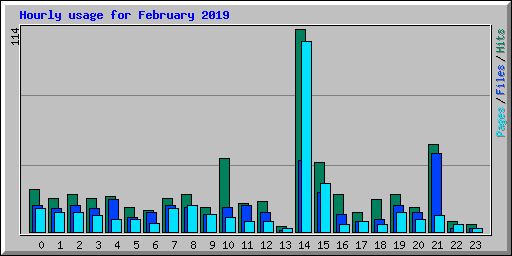 Hourly usage for February 2019
114
Pages/Files/Hits
0 1 2 3 4 5 6 7 8 9 10 11 12 13 14 15 16 17 18 19 20 21 22 23